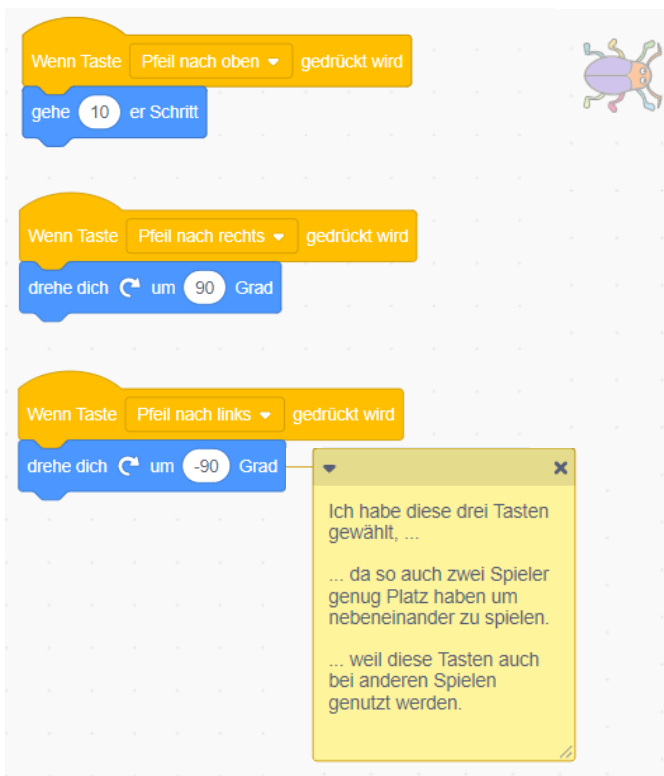 Wenn Taste Pfeil nach oben gedrückt wird
gehe 10 er Schritt
Wenn Taste Pfeil nach rechts gedrückt wird
drehe dich um 90 Grad
Wenn Taste Pfeil nach links gedrückt wird
drehe dich um -90 Grad
Ich habe diese drei Tasten
gewählt, ...
... da so auch zwei Spieler
genug Platz haben um
nebeneinander zu spielen.
... weil diese Tasten auch
bei anderen Spielen
genutzt werden.